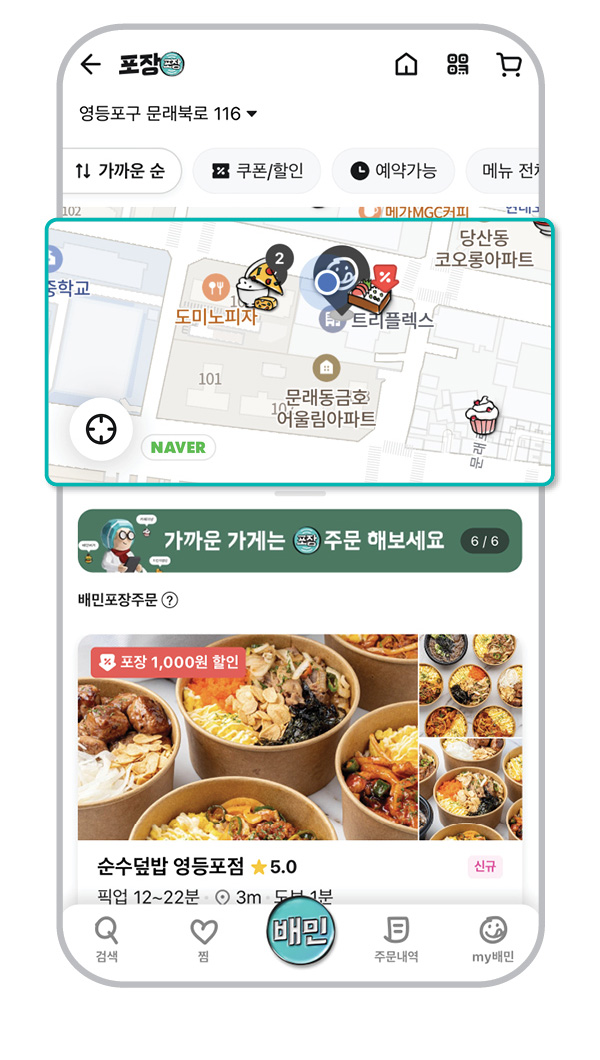 포장 포장
영등포구 문래북로 116
가까운 순
쿠폰/할인
예약가능
메뉴 전체
102
메가MGC커피
당산동
코오롱아파트
중학교
2
도미노피자
트리플렉스
101
문래동금호
어울림아파트
문래
NAVER
가까운 가게는 포장 주문 해보세요
6 / 6
배민포장주문 ?
포장 1,000원 할인
순수덮밥 영등포점 5.0
신규
픽업 12~22분 · 3m · 도보 1분
배민
검색
찜
주문내역
my배민